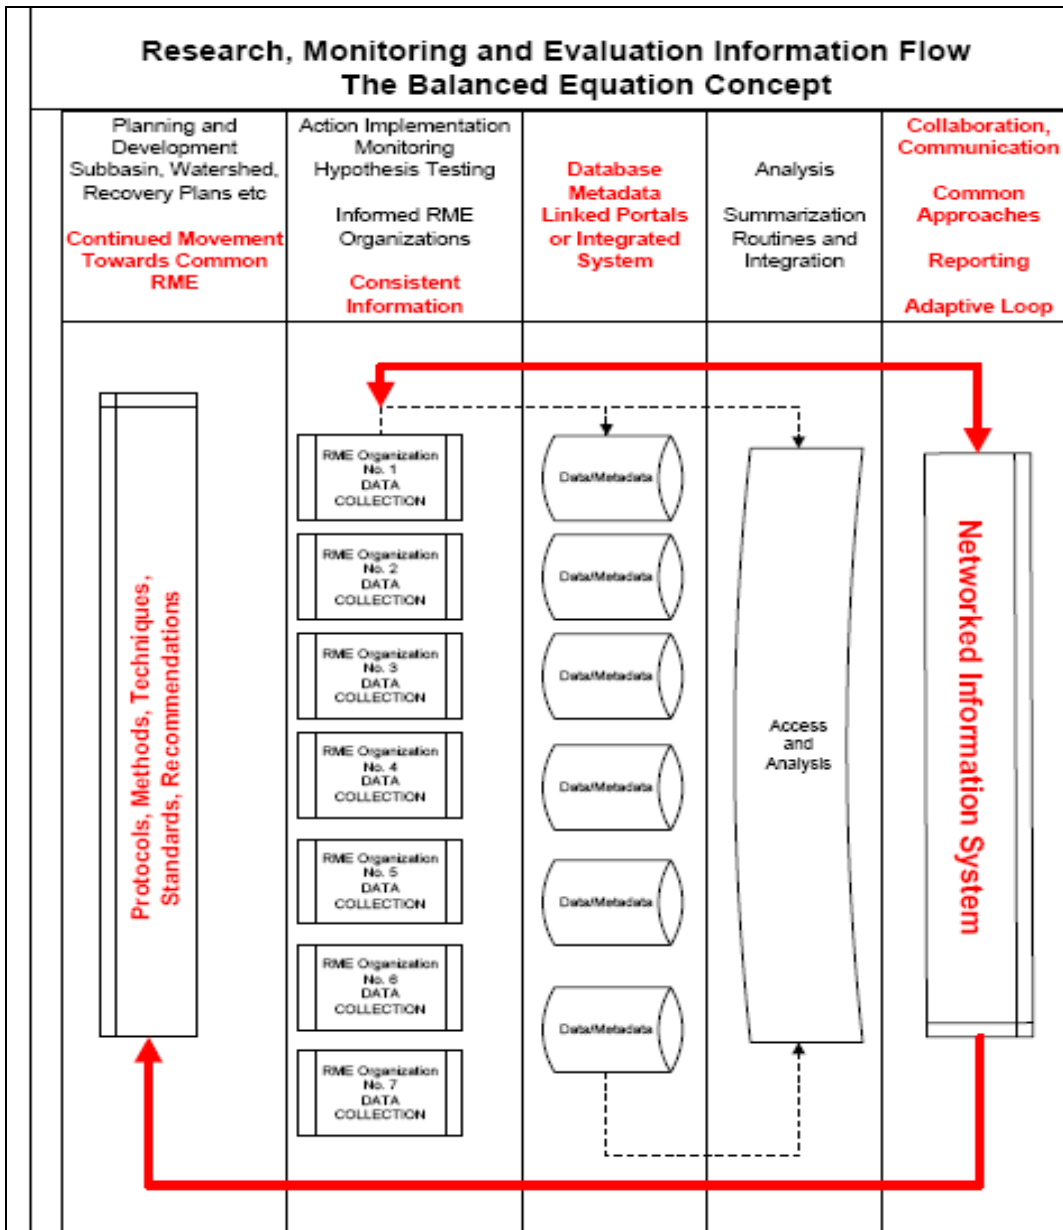 Research, Monitoring and Evaluation Information Flow
The Balanced Equation Concept
Planning and
Development
Subbasin, Watershed,
Recovery Plans etc
Continued Movement
Towards Common
RME
Action Implementation
Monitoring
Hypothesis Testing
Informed RME
Organizations
Consistent
Information
Database
Metadata
Linked Portals
or Integrated
System
Analysis
Summarization
Routines and
Integration
Collaboration,
Communication
Common
Approaches
Reporting
Adaptive Loop
Protocols, Methods, Techniques,
Standards, Recommendations
RME Organization
No. 1
DATA
COLLECTION
RME Organization
No. 2
DATA
COLLECTION
RME Organization
No. 3
DATA
COLLECTION
RME Organization
No. 4
DATA
COLLECTION
RME Organization
No. 5
DATA
COLLECTION
RME Organization
No. 6
DATA
COLLECTION
RME Organization
No. 7
DATA
COLLECTION
Data/Metadata
Data/Metadata
Data/Metadata
Data/Metadata
Data/Metadata
Data/Metadata
Access
and
Analysis
Networked Information System